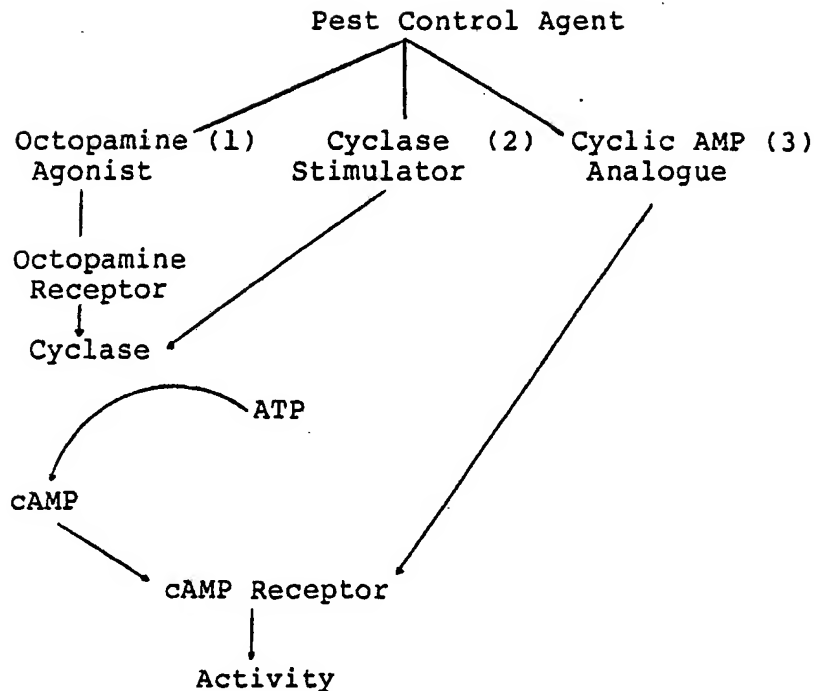 Pest Control Agent
Octopamine (1) Cyclase (2) Cyclic AMP (3)
Agonist Stimulator Analogue
Octopamine
Receptor
Cyclase
ATP
cAMP
cAMP Receptor
Activity